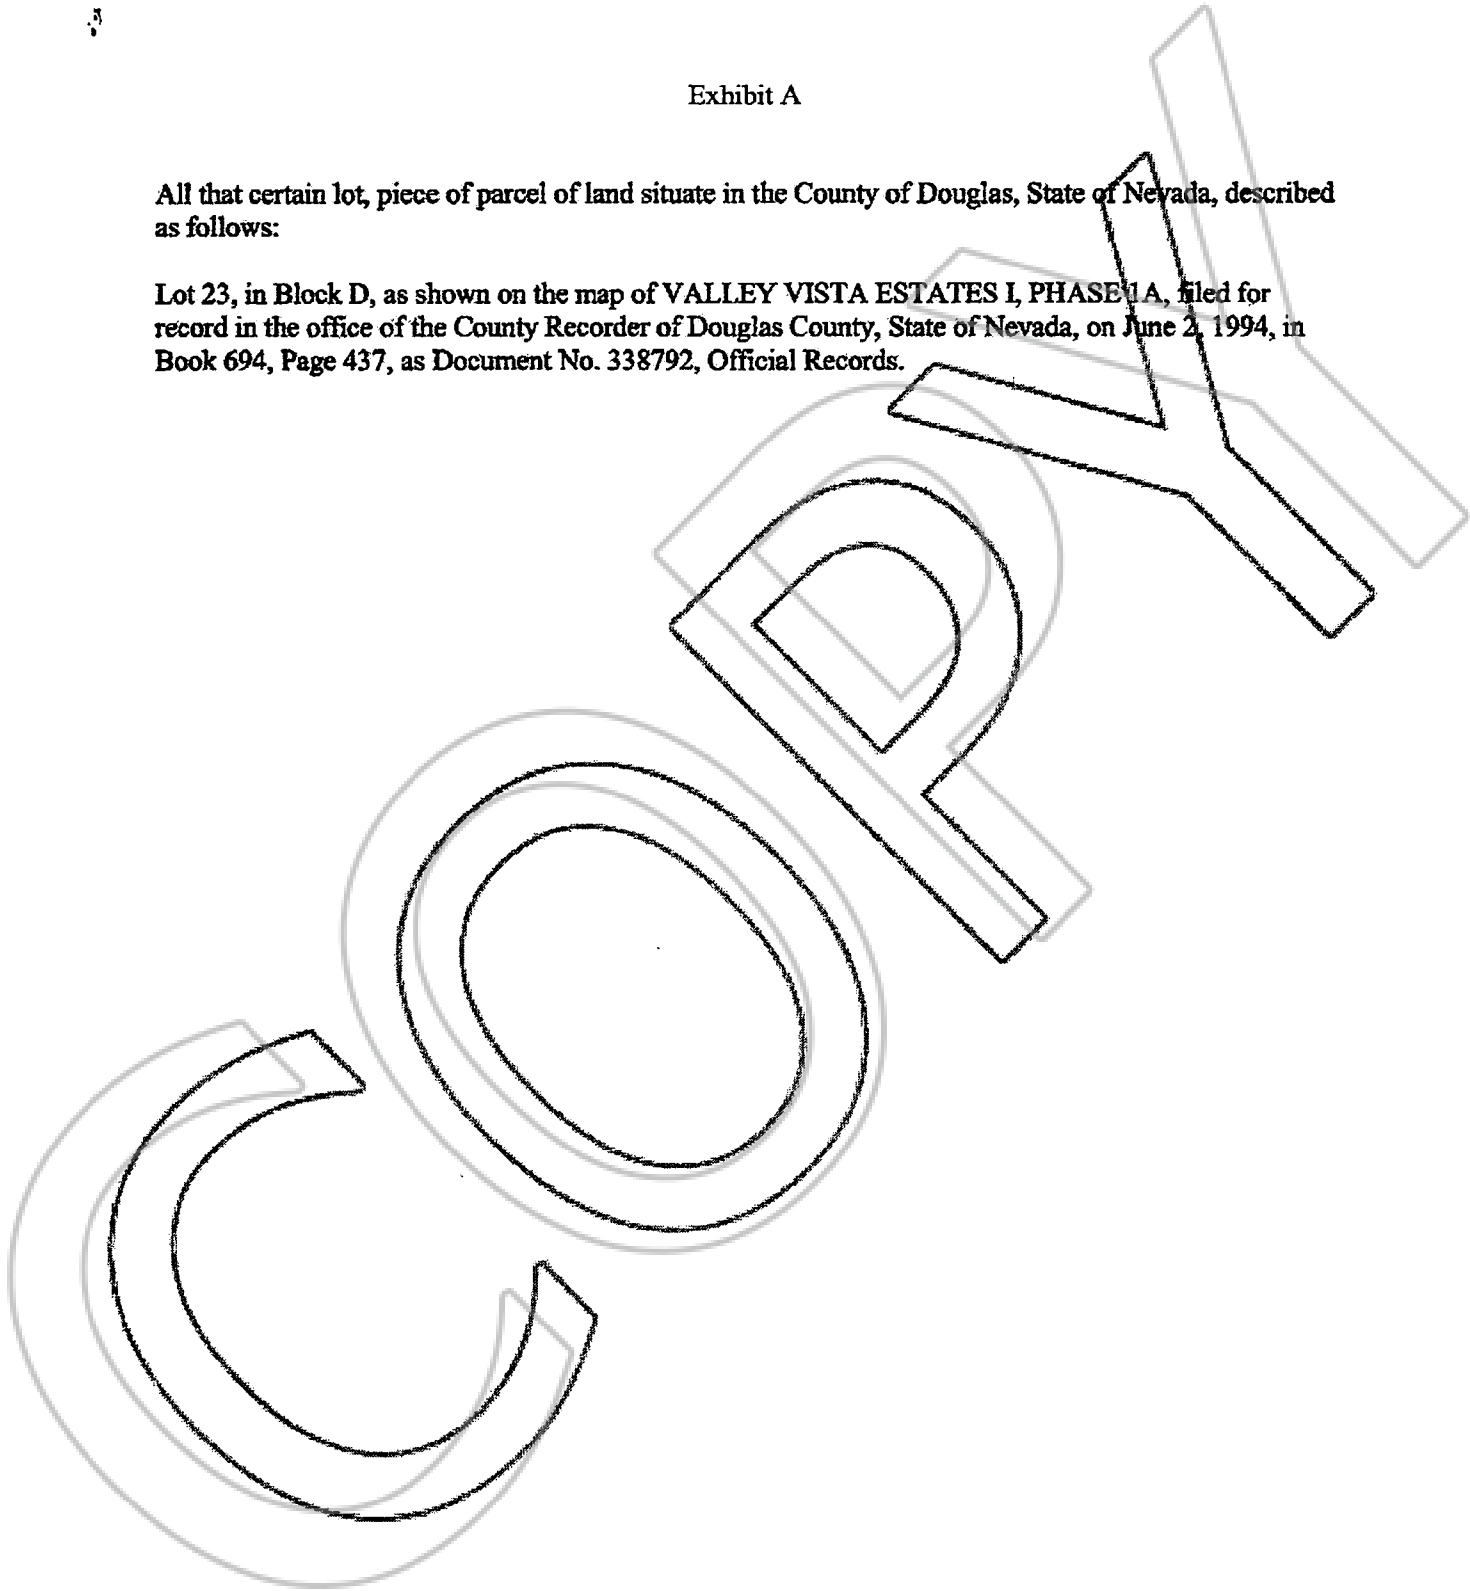 Exhibit A
All that certain lot, piece of parcel of land situate in the County of Douglas, State of Nevada, described
as follows:
Lot 23, in Block D, as shown on the map of VALLEY VISTA ESTATES I, PHASE 1A, filed for
record in the office of the County Recorder of Douglas County, State of Nevada, on June 2, 1994, in
Book 694, Page 437, as Document No. 338792, Official Records.
COPY
COPY